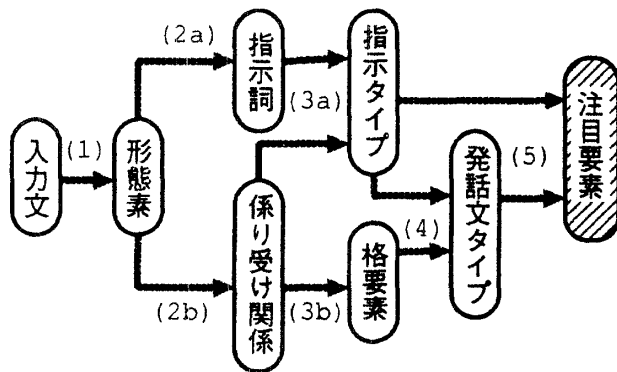 入力文
(1)
形態素
(2a)
(2b)
指示詞
係り受け関係
(3a)
(3b)
指示タイプ
格要素
(4)
発話文タイプ
(5)
注目要素